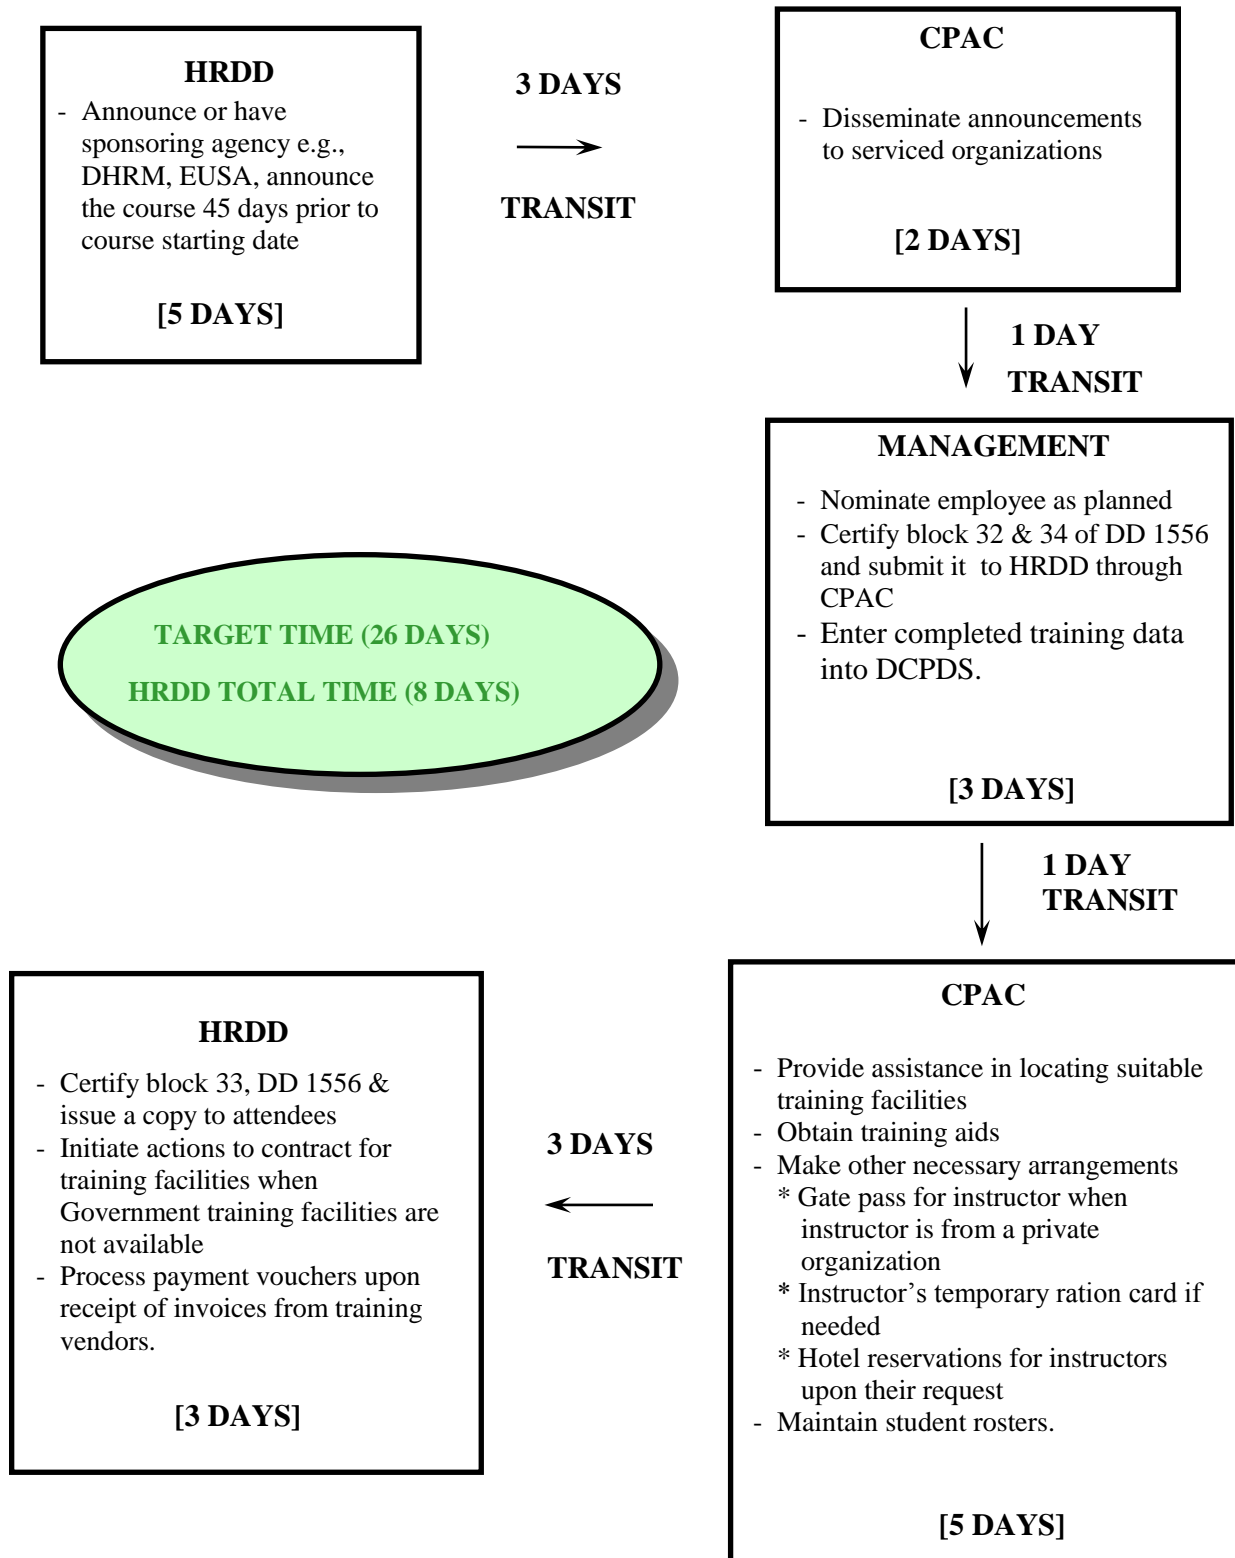 HRDD
- Announce or have
sponsoring agency e.g.,
DHRM, EUSA, announce
the course 45 days prior to
course starting date
[5 DAYS]
3 DAYS
TRANSIT
CPAC
- Disseminate announcements
to serviced organizations
[2 DAYS]
1 DAY
TRANSIT
MANAGEMENT
- Nominate employee as planned
- Certify block 32 & 34 of DD 1556
and submit it to HRDD through
CPAC
- Enter completed training data
into DCPDS.
[3 DAYS]
TARGET TIME (26 DAYS)
HRDD TOTAL TIME (8 DAYS)
1 DAY
TRANSIT
CPAC
- Provide assistance in locating suitable
training facilities
- Obtain training aids
- Make other necessary arrangements
* Gate pass for instructor when
instructor is from a private
organization
* Instructor’s temporary ration card if
needed
* Hotel reservations for instructors
upon their request
- Maintain student rosters.
[5 DAYS]
3 DAYS
TRANSIT
HRDD
- Certify block 33, DD 1556 &
issue a copy to attendees
- Initiate actions to contract for
training facilities when
Government training facilities are
not available
- Process payment vouchers upon
receipt of invoices from training
vendors.
[3 DAYS]